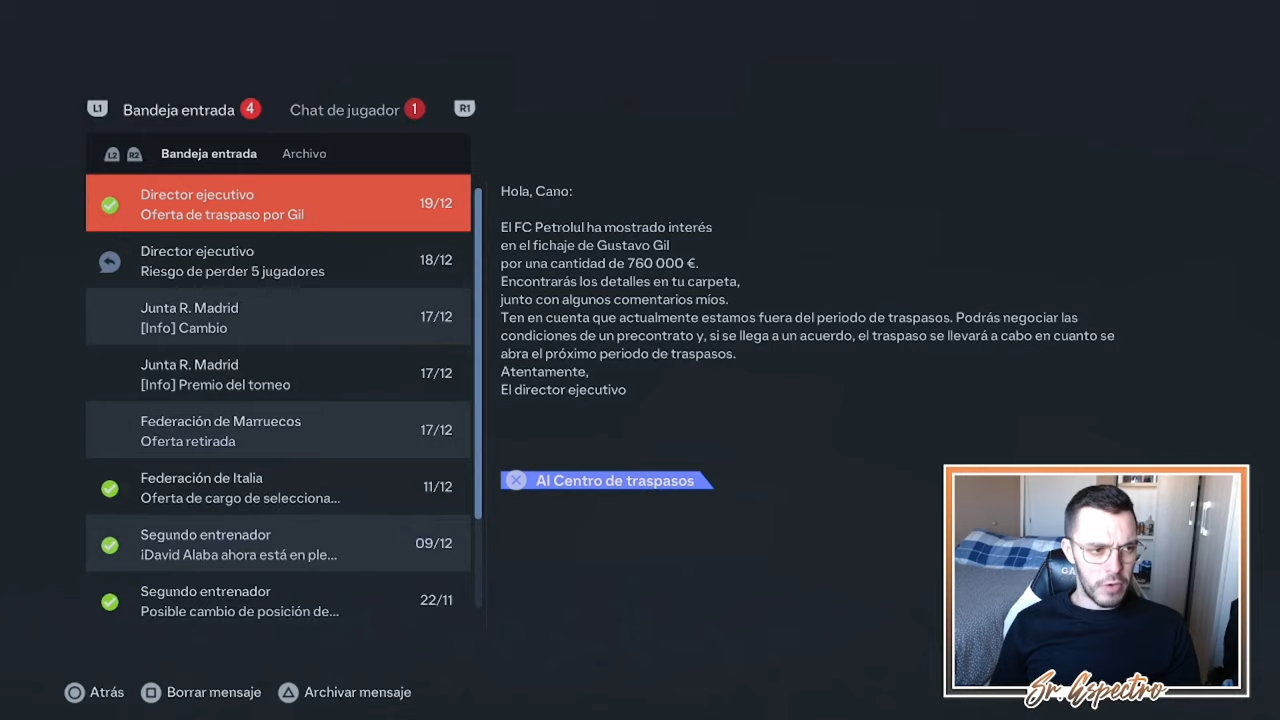 L1 Bandeja entrada 4 Chat de jugador 1 R1
L2 R2 Bandeja entrada Archivo
Director ejecutivo
Oferta de traspaso por Gil
19/12
Director ejecutivo
Riesgo de perder 5 jugadores
18/12
Junta R. Madrid
[Info] Cambio
17/12
Junta R. Madrid
[Info] Premio del torneo
17/12
Federación de Marruecos
Oferta retirada
17/12
Federación de Italia
Oferta de cargo de selecciona...
11/12
Segundo entrenador
¡David Alaba ahora está en ple...
09/12
Segundo entrenador
Posible cambio de posición de...
22/11
Hola, Cano:
El FC Petrolul ha mostrado interés
en el fichaje de Gustavo Gil
por una cantidad de 760 000 €.
Encontrarás los detalles en tu carpeta,
junto con algunos comentarios míos.
Ten en cuenta que actualmente estamos fuera del periodo de traspasos. Podrás negociar las
condiciones de un precontrato y, si se llega a un acuerdo, el traspaso se llevará a cabo en cuanto se
abra el próximo periodo de traspasos.
Atentamente,
El director ejecutivo
Al Centro de traspasos
Atrás Borrar mensaje Archivar mensaje
Sr. Aspectro